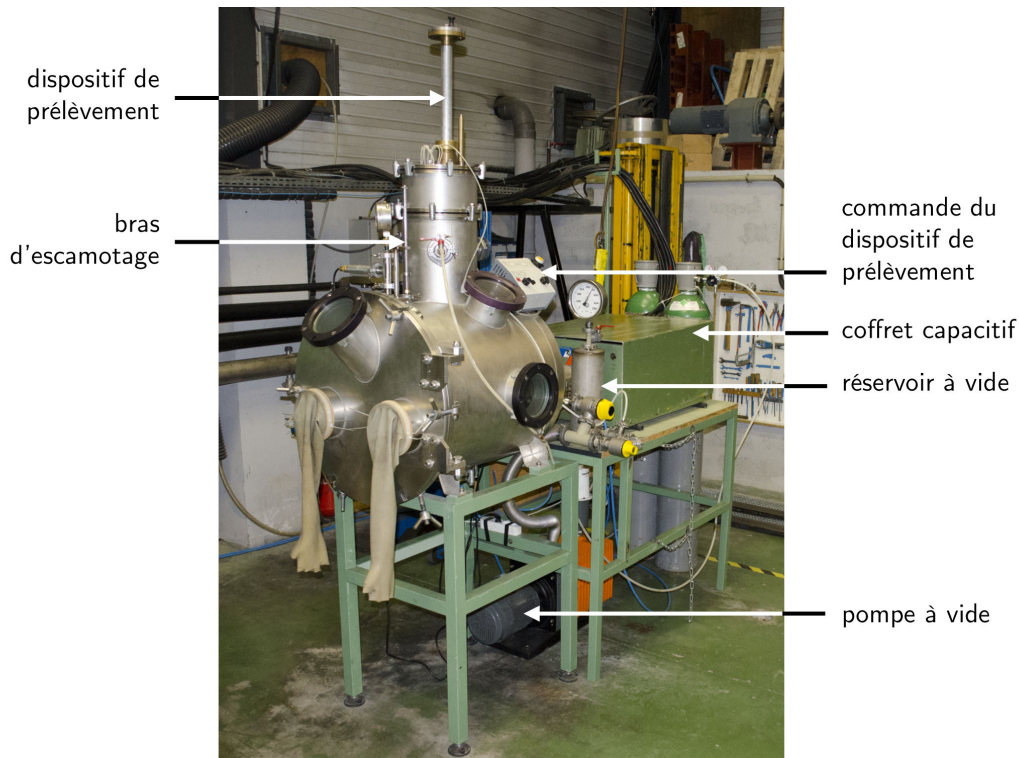 dispositif de
prélèvement
bras
d'escamotage
commande du
dispositif de
prélèvement
coffret capacitif
réservoir à vide
pompe à vide